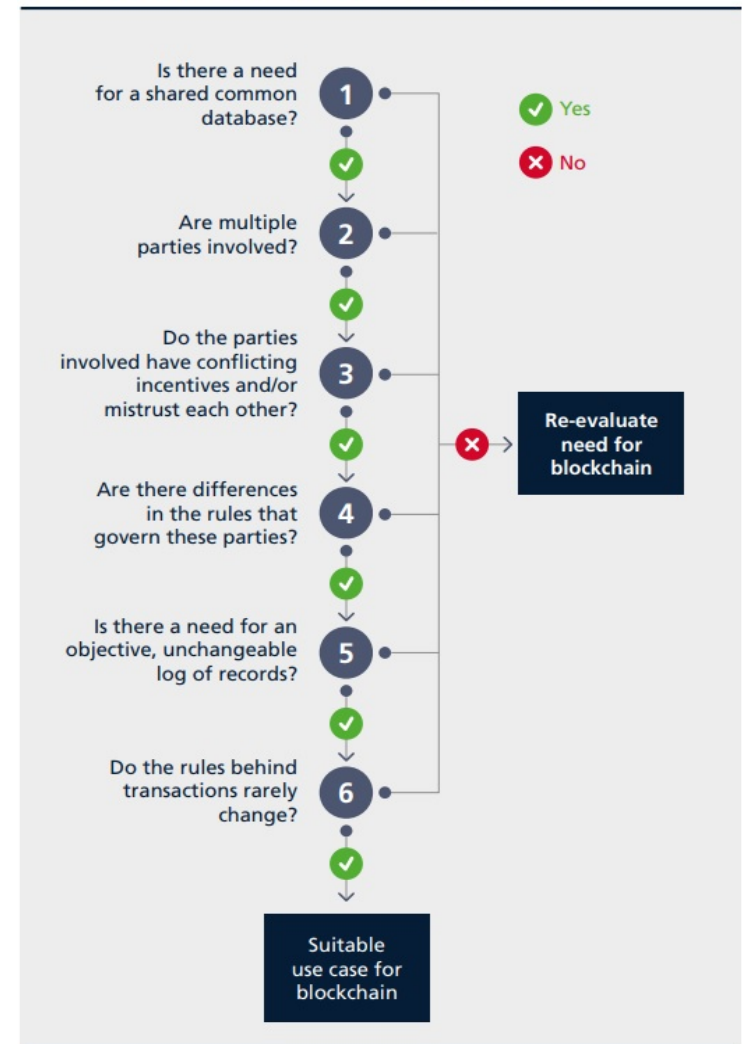 Is there a need
for a shared common
database?
1
Yes
No
Are multiple
parties involved?
2
Do the parties
involved have conflicting
incentives and/or
mistrust each other?
3
Re-evaluate
need for
blockchain
Are there differences
in the rules that
govern these parties?
4
Is there a need for an
objective, unchangeable
log of records?
5
Do the rules behind
transactions rarely
change?
6
Suitable
use case for
blockchain